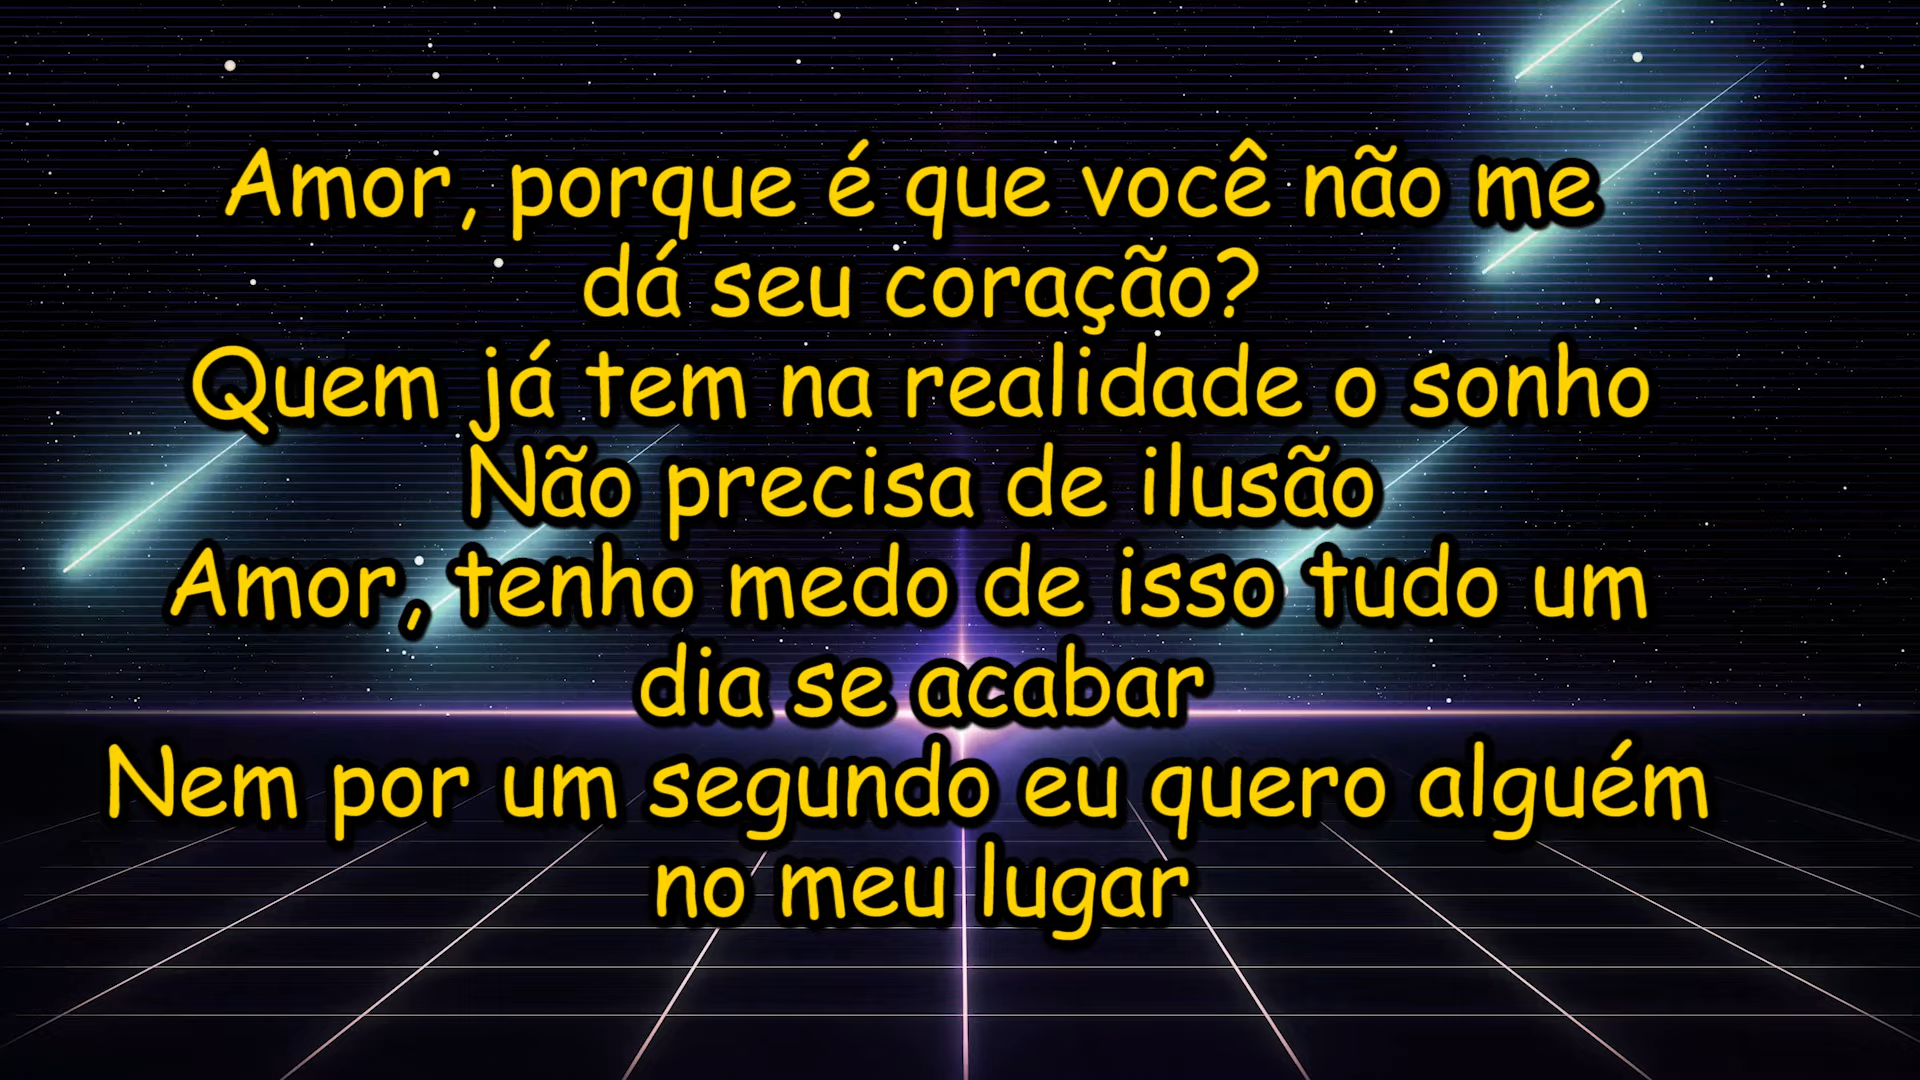 Amor, porque é que você não me
dá seu coração?
Quem já tem na realidade o sonho
Não precisa de ilusão
Amor, tenho medo de isso tudo um
dia se acabar
Nem por um segundo eu quero alguém
no meu lugar